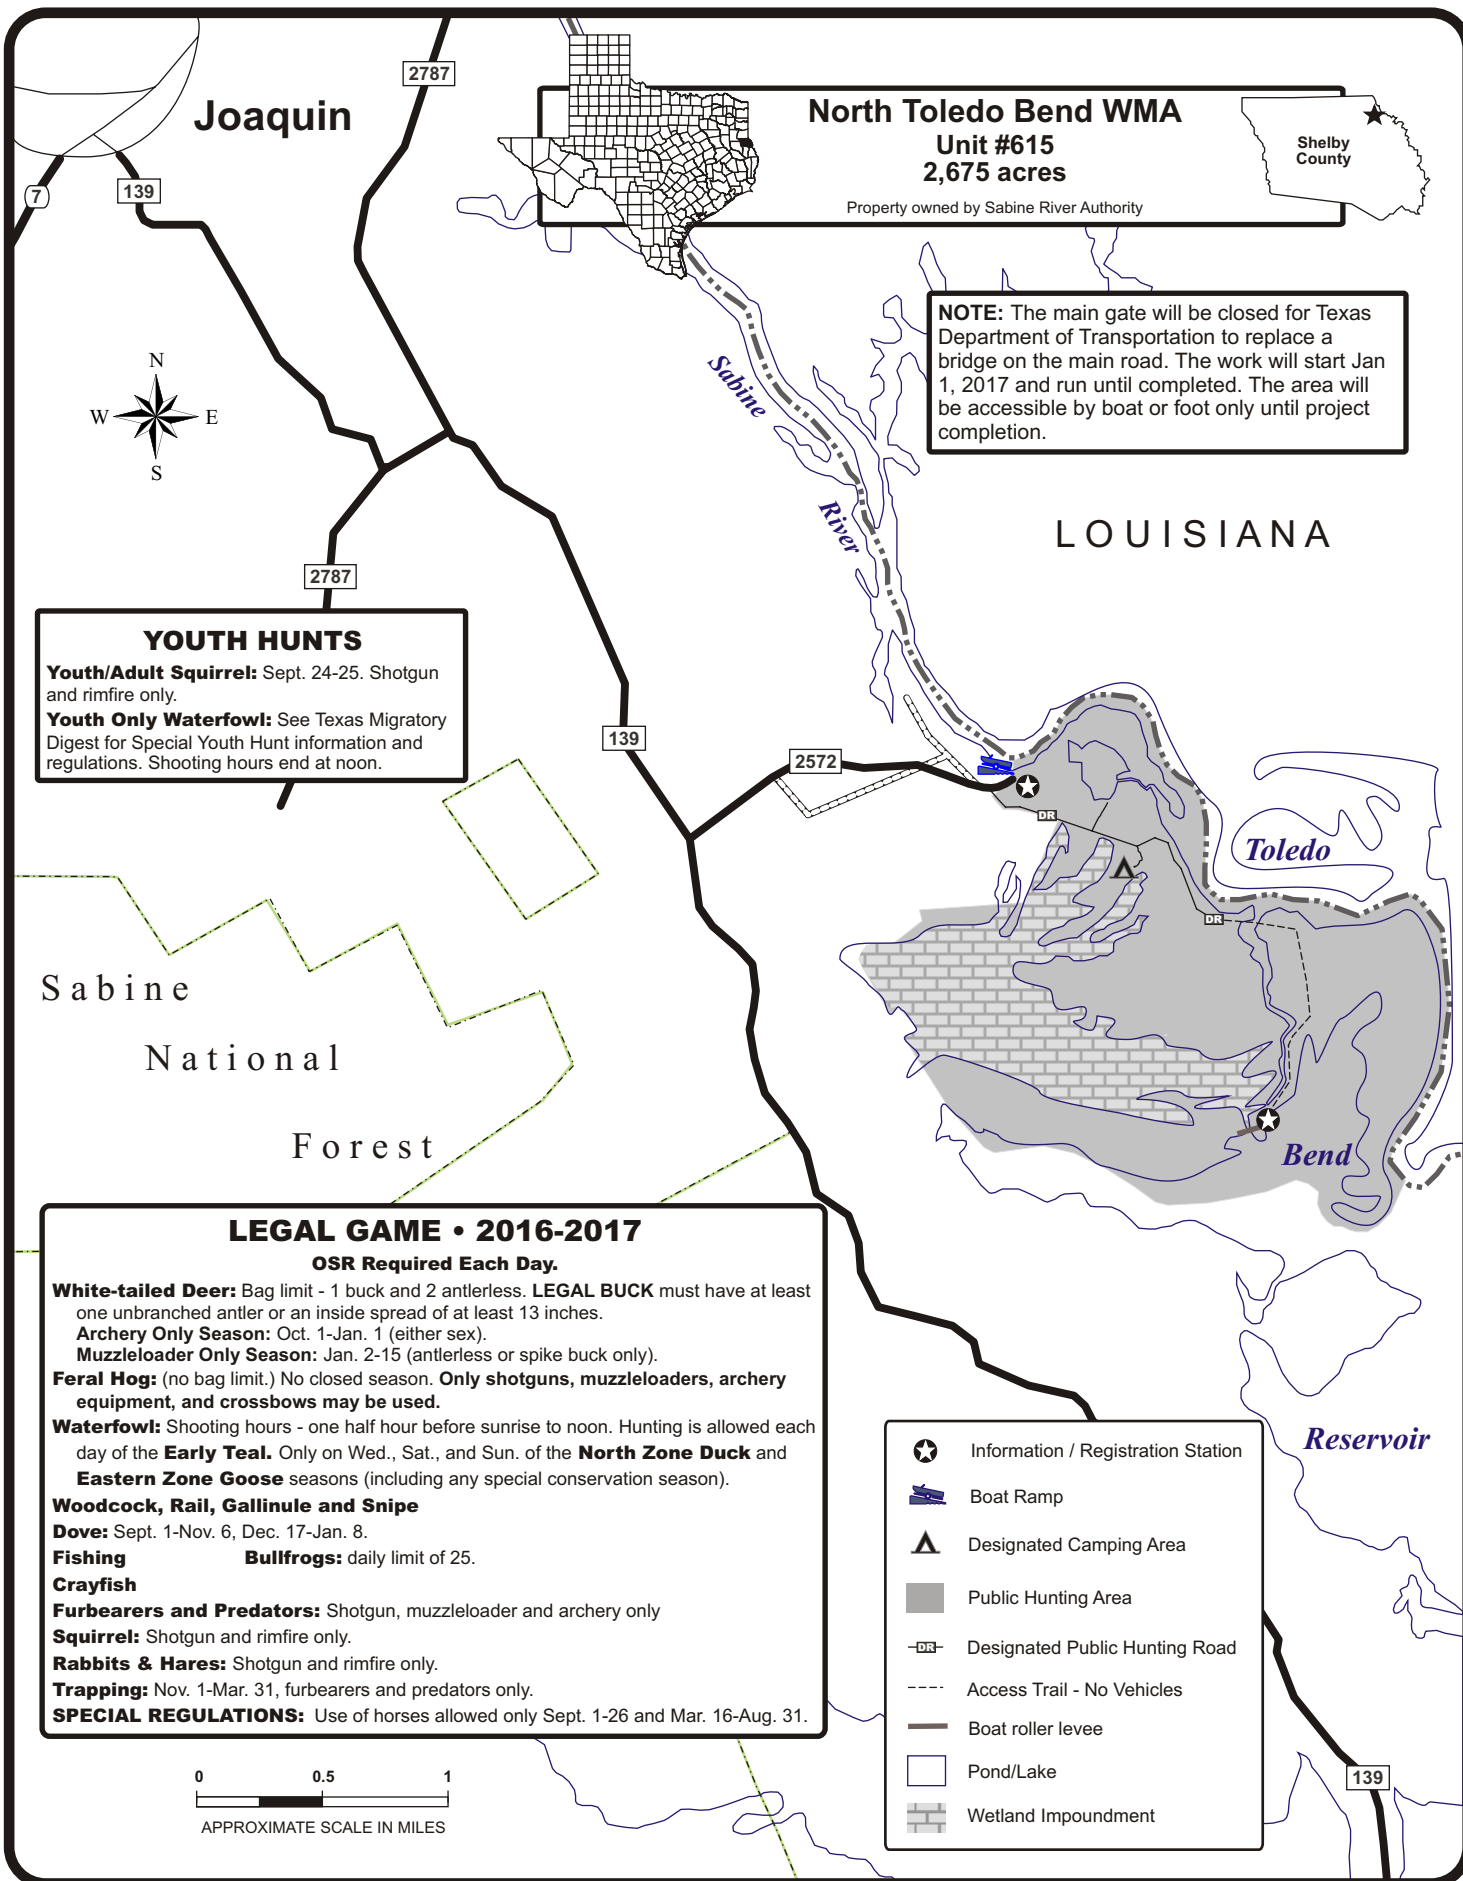 Joaquin
2787
7
139
North Toledo Bend WMA
Unit #615
2,675 acres
Property owned by Sabine River Authority
Shelby
County
NOTE: The main gate will be closed for Texas
Department of Transportation to replace a
bridge on the main road. The work will start Jan
1, 2017 and run until completed. The area will
be accessible by boat or foot only until project
completion.
N
W
E
S
Sabine
River
LOUISIANA
2787
YOUTH HUNTS
Youth/Adult Squirrel: Sept. 24-25. Shotgun
and rimfire only.
Youth Only Waterfowl: See Texas Migratory
Digest for Special Youth Hunt information and
regulations. Shooting hours end at noon.
139
2572
DR
DR
Toledo
Bend
Reservoir
Sabine
National
Forest
LEGAL GAME • 2016-2017
OSR Required Each Day.
White-tailed Deer: Bag limit - 1 buck and 2 antlerless. LEGAL BUCK must have at least
one unbranched antler or an inside spread of at least 13 inches.
Archery Only Season: Oct. 1-Jan. 1 (either sex).
Muzzleloader Only Season: Jan. 2-15 (antlerless or spike buck only).
Feral Hog: (no bag limit.) No closed season. Only shotguns, muzzleloaders, archery
equipment, and crossbows may be used.
Waterfowl: Shooting hours - one half hour before sunrise to noon. Hunting is allowed each
day of the Early Teal. Only on Wed., Sat., and Sun. of the North Zone Duck and
Eastern Zone Goose seasons (including any special conservation season).
Woodcock, Rail, Gallinule and Snipe
Dove: Sept. 1-Nov. 6, Dec. 17-Jan. 8.
Fishing Bullfrogs: daily limit of 25.
Crayfish
Furbearers and Predators: Shotgun, muzzleloader and archery only
Squirrel: Shotgun and rimfire only.
Rabbits & Hares: Shotgun and rimfire only.
Trapping: Nov. 1-Mar. 31, furbearers and predators only.
SPECIAL REGULATIONS: Use of horses allowed only Sept. 1-26 and Mar. 16-Aug. 31.
Information / Registration Station
Boat Ramp
Designated Camping Area
Public Hunting Area
DR Designated Public Hunting Road
Access Trail - No Vehicles
Boat roller levee
Pond/Lake
Wetland Impoundment
139
0 0.5 1
APPROXIMATE SCALE IN MILES